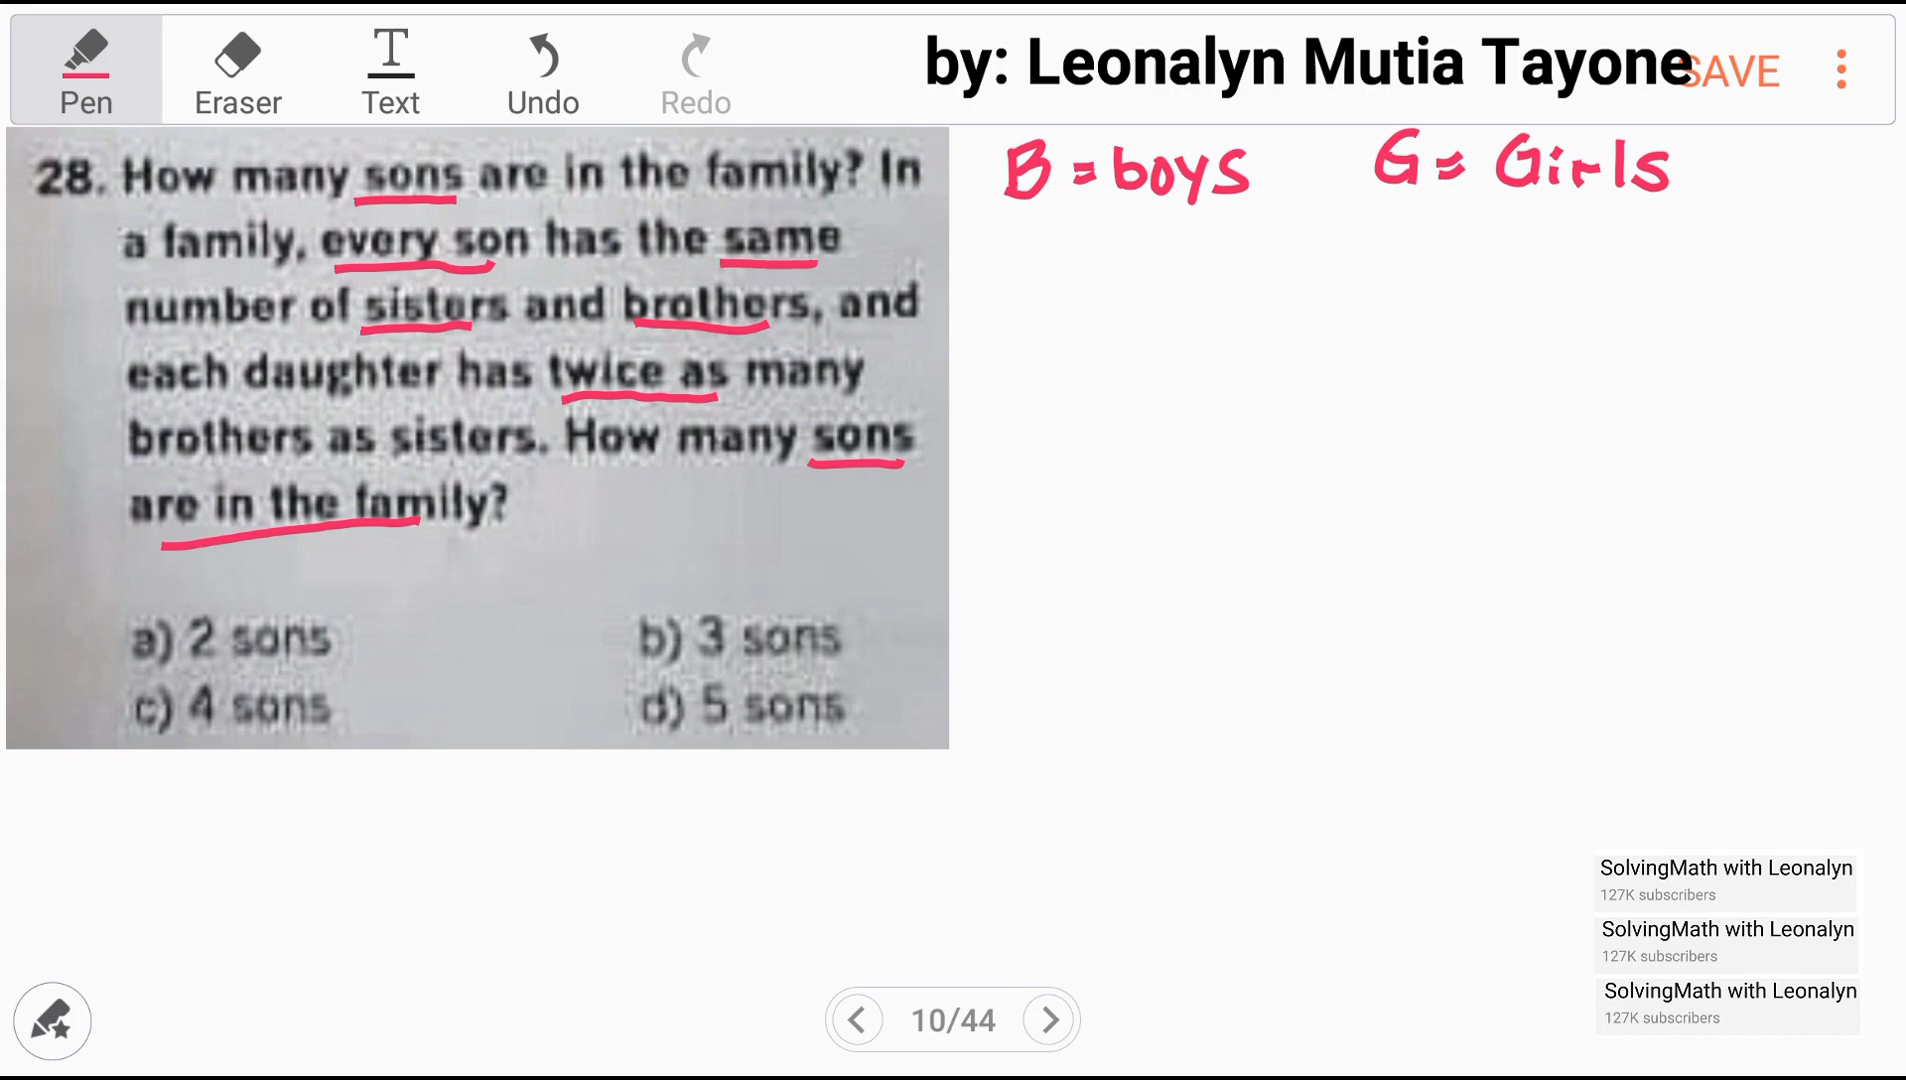 by: Leonalyn Mutia Tayone
SAVE
Pen
Eraser
Text
Undo
Redo
28. How many sons are in the family? In
a family, every son has the same
number of sisters and brothers, and
each daughter has twice as many
brothers as sisters. How many sons
are in the family?
a) 2 sons
b) 3 sons
c) 4 sons
d) 5 sons
B = boys
G = Girls
SolvingMath with Leonalyn
127K subscribers
SolvingMath with Leonalyn
127K subscribers
SolvingMath with Leonalyn
127K subscribers
10/44